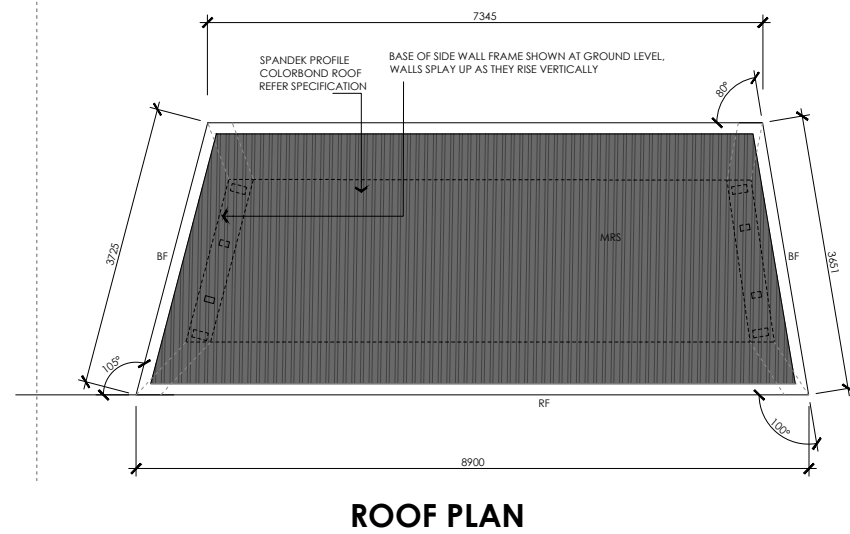 7345
SPANDEK PROFILE
COLORBOND ROOF
REFER SPECIFICATION
BASE OF SIDE WALL FRAME SHOWN AT GROUND LEVEL,
WALLS SPLAY UP AS THEY RISE VERTICALLY
80°
3725
BF
MRS
BF
3651
105°
RF
100°
8900
ROOF PLAN